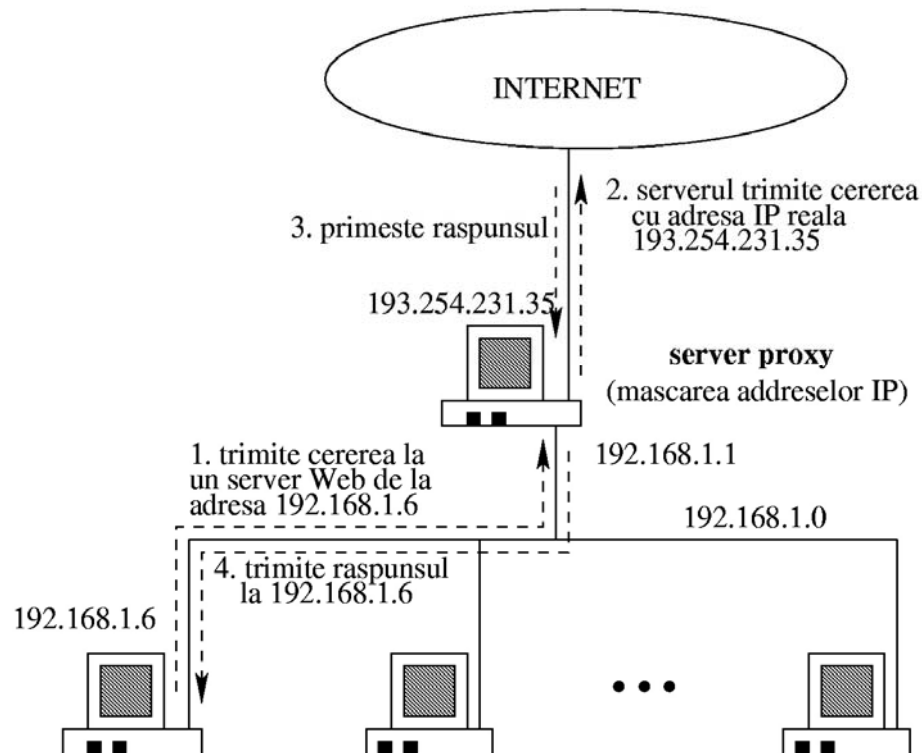 INTERNET
2. serverul trimite cererea
cu adresa IP reala
193.254.231.35
3. primeste raspunsul
193.254.231.35
server proxy
(mascarea addreselor IP)
1. trimite cererea la
un server Web de la
adresa 192.168.1.6
192.168.1.1
192.168.1.0
4. trimite raspunsul
la 192.168.1.6
192.168.1.6